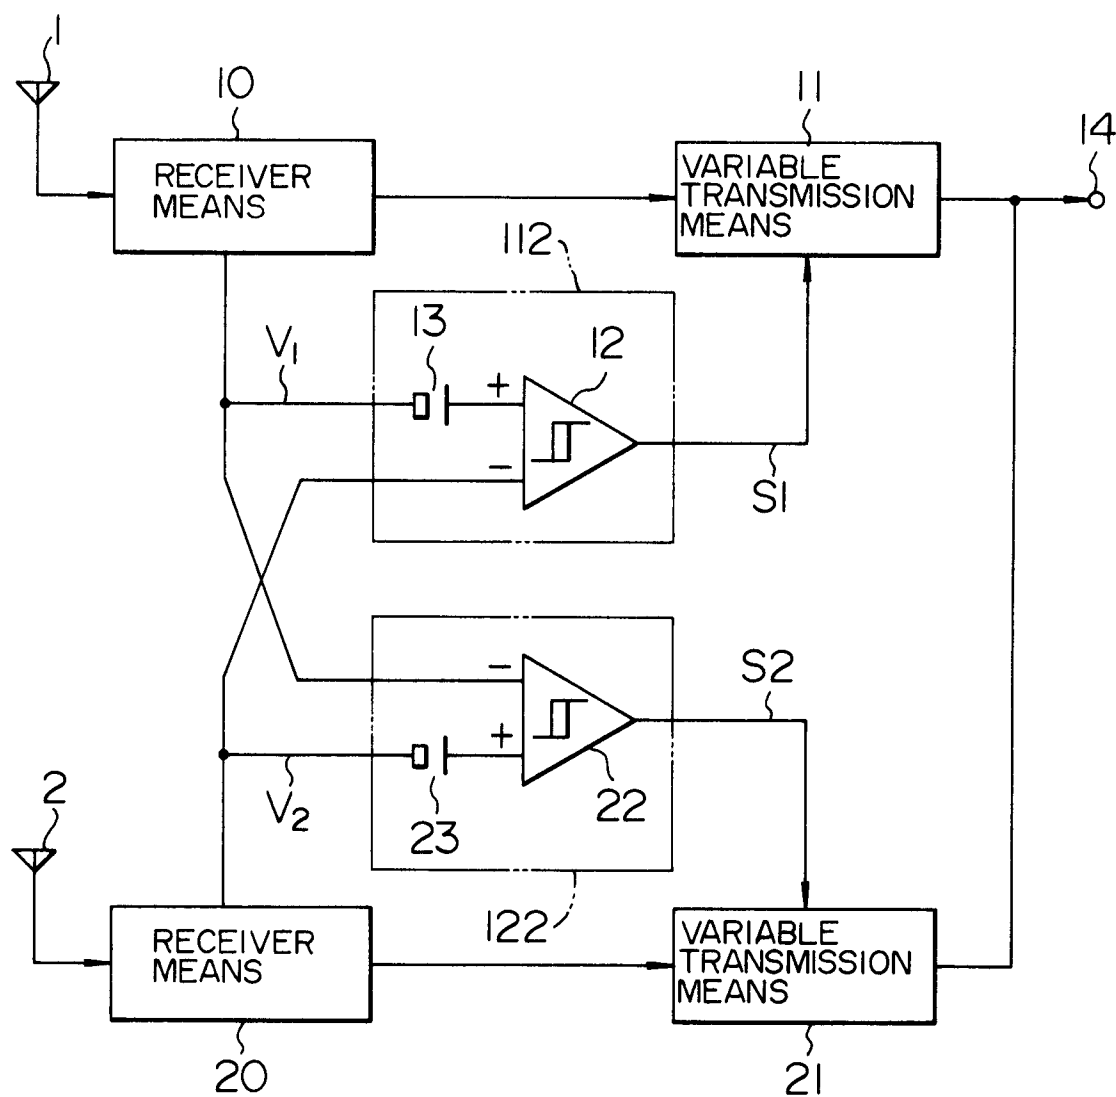 1
10
11
14
RECEIVER
MEANS
VARIABLE
TRANSMISSION
MEANS
112
13
12
V1
+
-
S1
S2
-
+
V2
23
22
2
122
RECEIVER
MEANS
VARIABLE
TRANSMISSION
MEANS
20
21